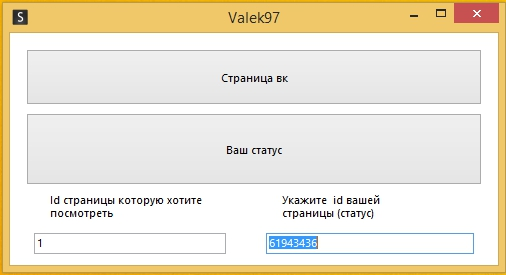 S
Valek97
Страница вк
Ваш статус
Id страницы которую хотите
посмотреть
Укажите id вашей
страницы (статус)
1
61943436